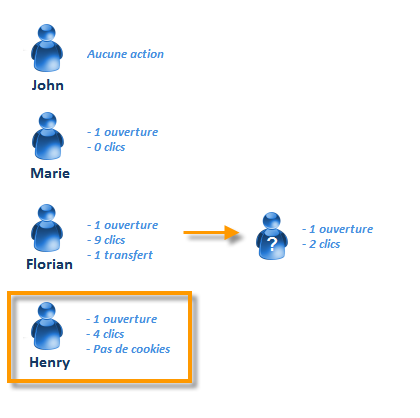 Aucune action
John
- 1 ouverture
- 0 clics
Marie
- 1 ouverture
- 9 clics
- 1 transfert
Florian
?
- 1 ouverture
- 2 clics
- 1 ouverture
- 4 clics
- Pas de cookies
Henry